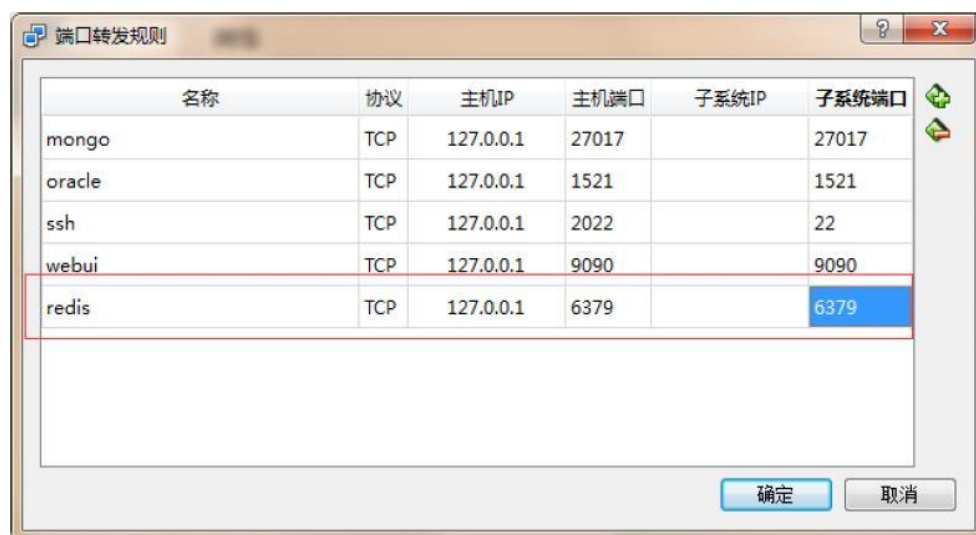 端口转发规则
名称 协议 主机IP 主机端口 子系统IP 子系统端口
mongo TCP 127.0.0.1 27017 27017
oracle TCP 127.0.0.1 1521 1521
ssh TCP 127.0.0.1 2022 22
webui TCP 127.0.0.1 9090 9090
redis TCP 127.0.0.1 6379 6379
确定 取消